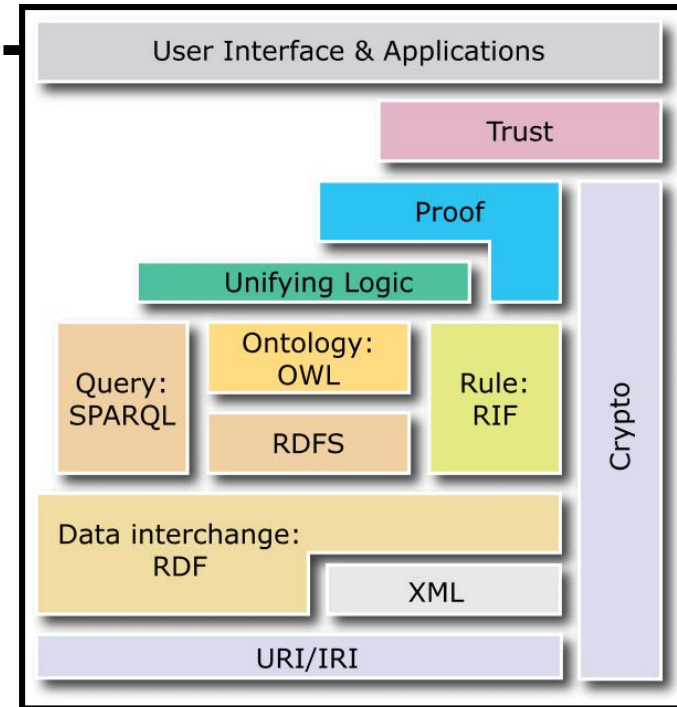 User Interface & Applications
Trust
Proof
Unifying Logic
Query:
SPARQL
Ontology:
OWL
RDFS
Rule:
RIF
Crypto
Data interchange:
RDF
XML
URI/IRI